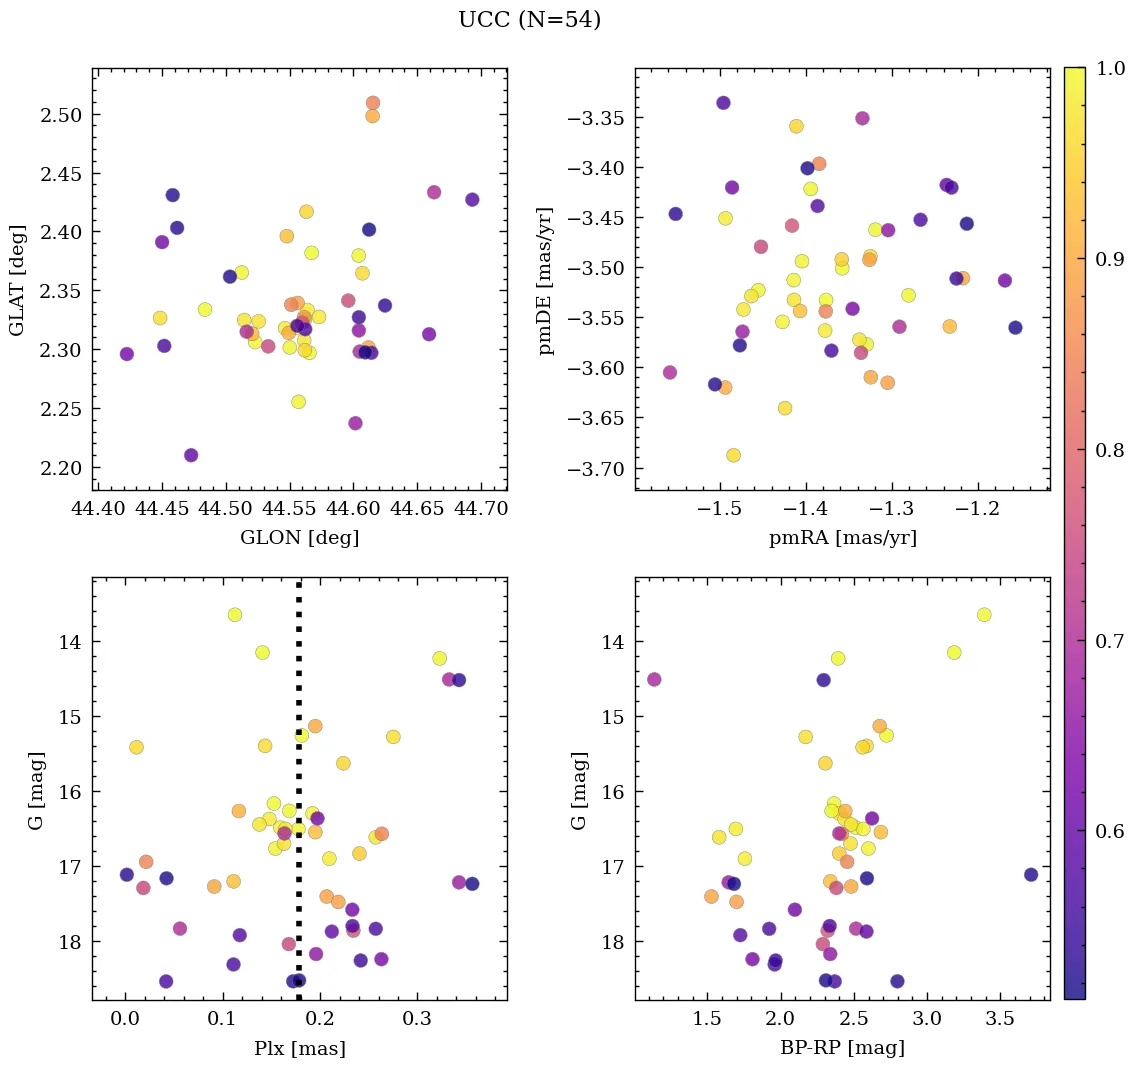 UCC (N=54)
2.50
2.45
2.40
2.35
2.30
2.25
2.20
GLAT [deg]
44.40 44.45 44.50 44.55 44.60 44.65 44.70
GLON [deg]
−3.35
−3.40
−3.45
−3.50
−3.55
−3.60
−3.65
−3.70
pmDE [mas/yr]
−1.5 −1.4 −1.3 −1.2
pmRA [mas/yr]
14
15
16
17
18
G [mag]
0.0 0.1 0.2 0.3
Plx [mas]
14
15
16
17
18
G [mag]
1.5 2.0 2.5 3.0 3.5
BP-RP [mag]
1.0
0.9
0.8
0.7
0.6